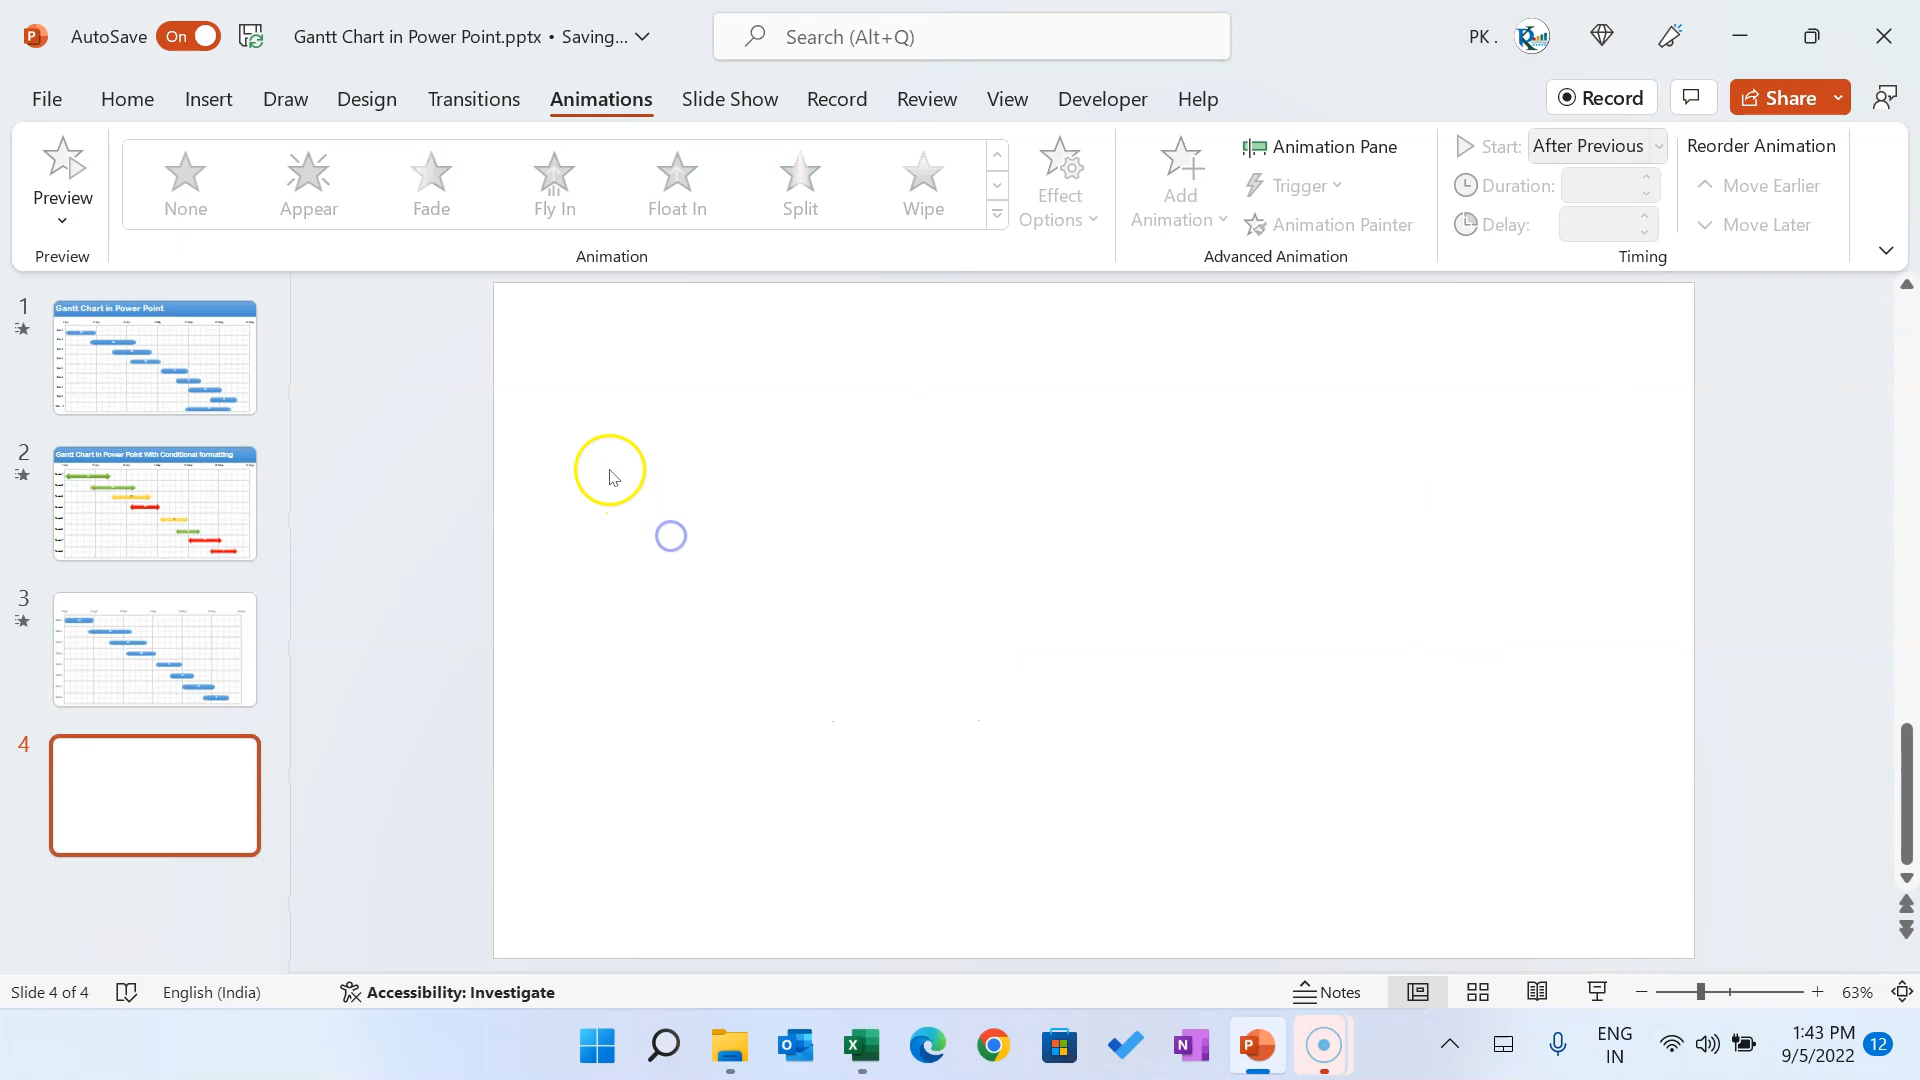 AutoSave On Gantt Chart in Power Point.pptx • Saving... Search (Alt+Q) PK .
File Home Insert Draw Design Transitions Animations Slide Show Record Review View Developer Help Record Share
Preview
None Appear Fade Fly In Float In Split Wipe
Effect Options
Add Animation
Animation Pane
Trigger
Animation Painter
Start: After Previous
Duration:
Delay:
Reorder Animation
Move Earlier
Move Later
Preview Animation Advanced Animation Timing
1
Gantt Chart in Power Point
2
Gantt Chart in Power Point With Conditional formatting
3
4
Slide 4 of 4 English (India) Accessibility: Investigate Notes 63%
ENG
IN
1:43 PM
9/5/2022
12